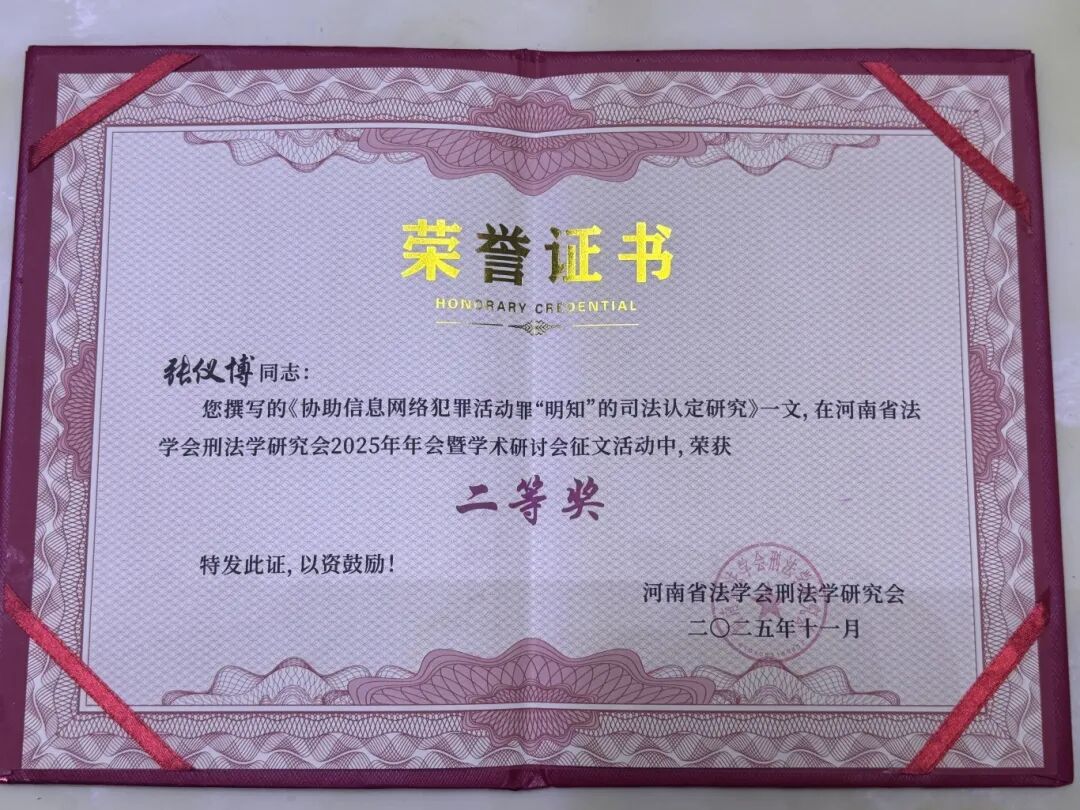 荣誉证书
HONORARY CREDENTIAL
张仪博同志：
您撰写的《协助信息网络犯罪活动罪“明知”的司法认定研究》一文，在河南省法
学会刑法学研究会2025年年会暨学术研讨会征文活动中，荣获
二等奖
特发此证，以资鼓励！
河南省法学会刑法学研究会
二〇二五年十一月